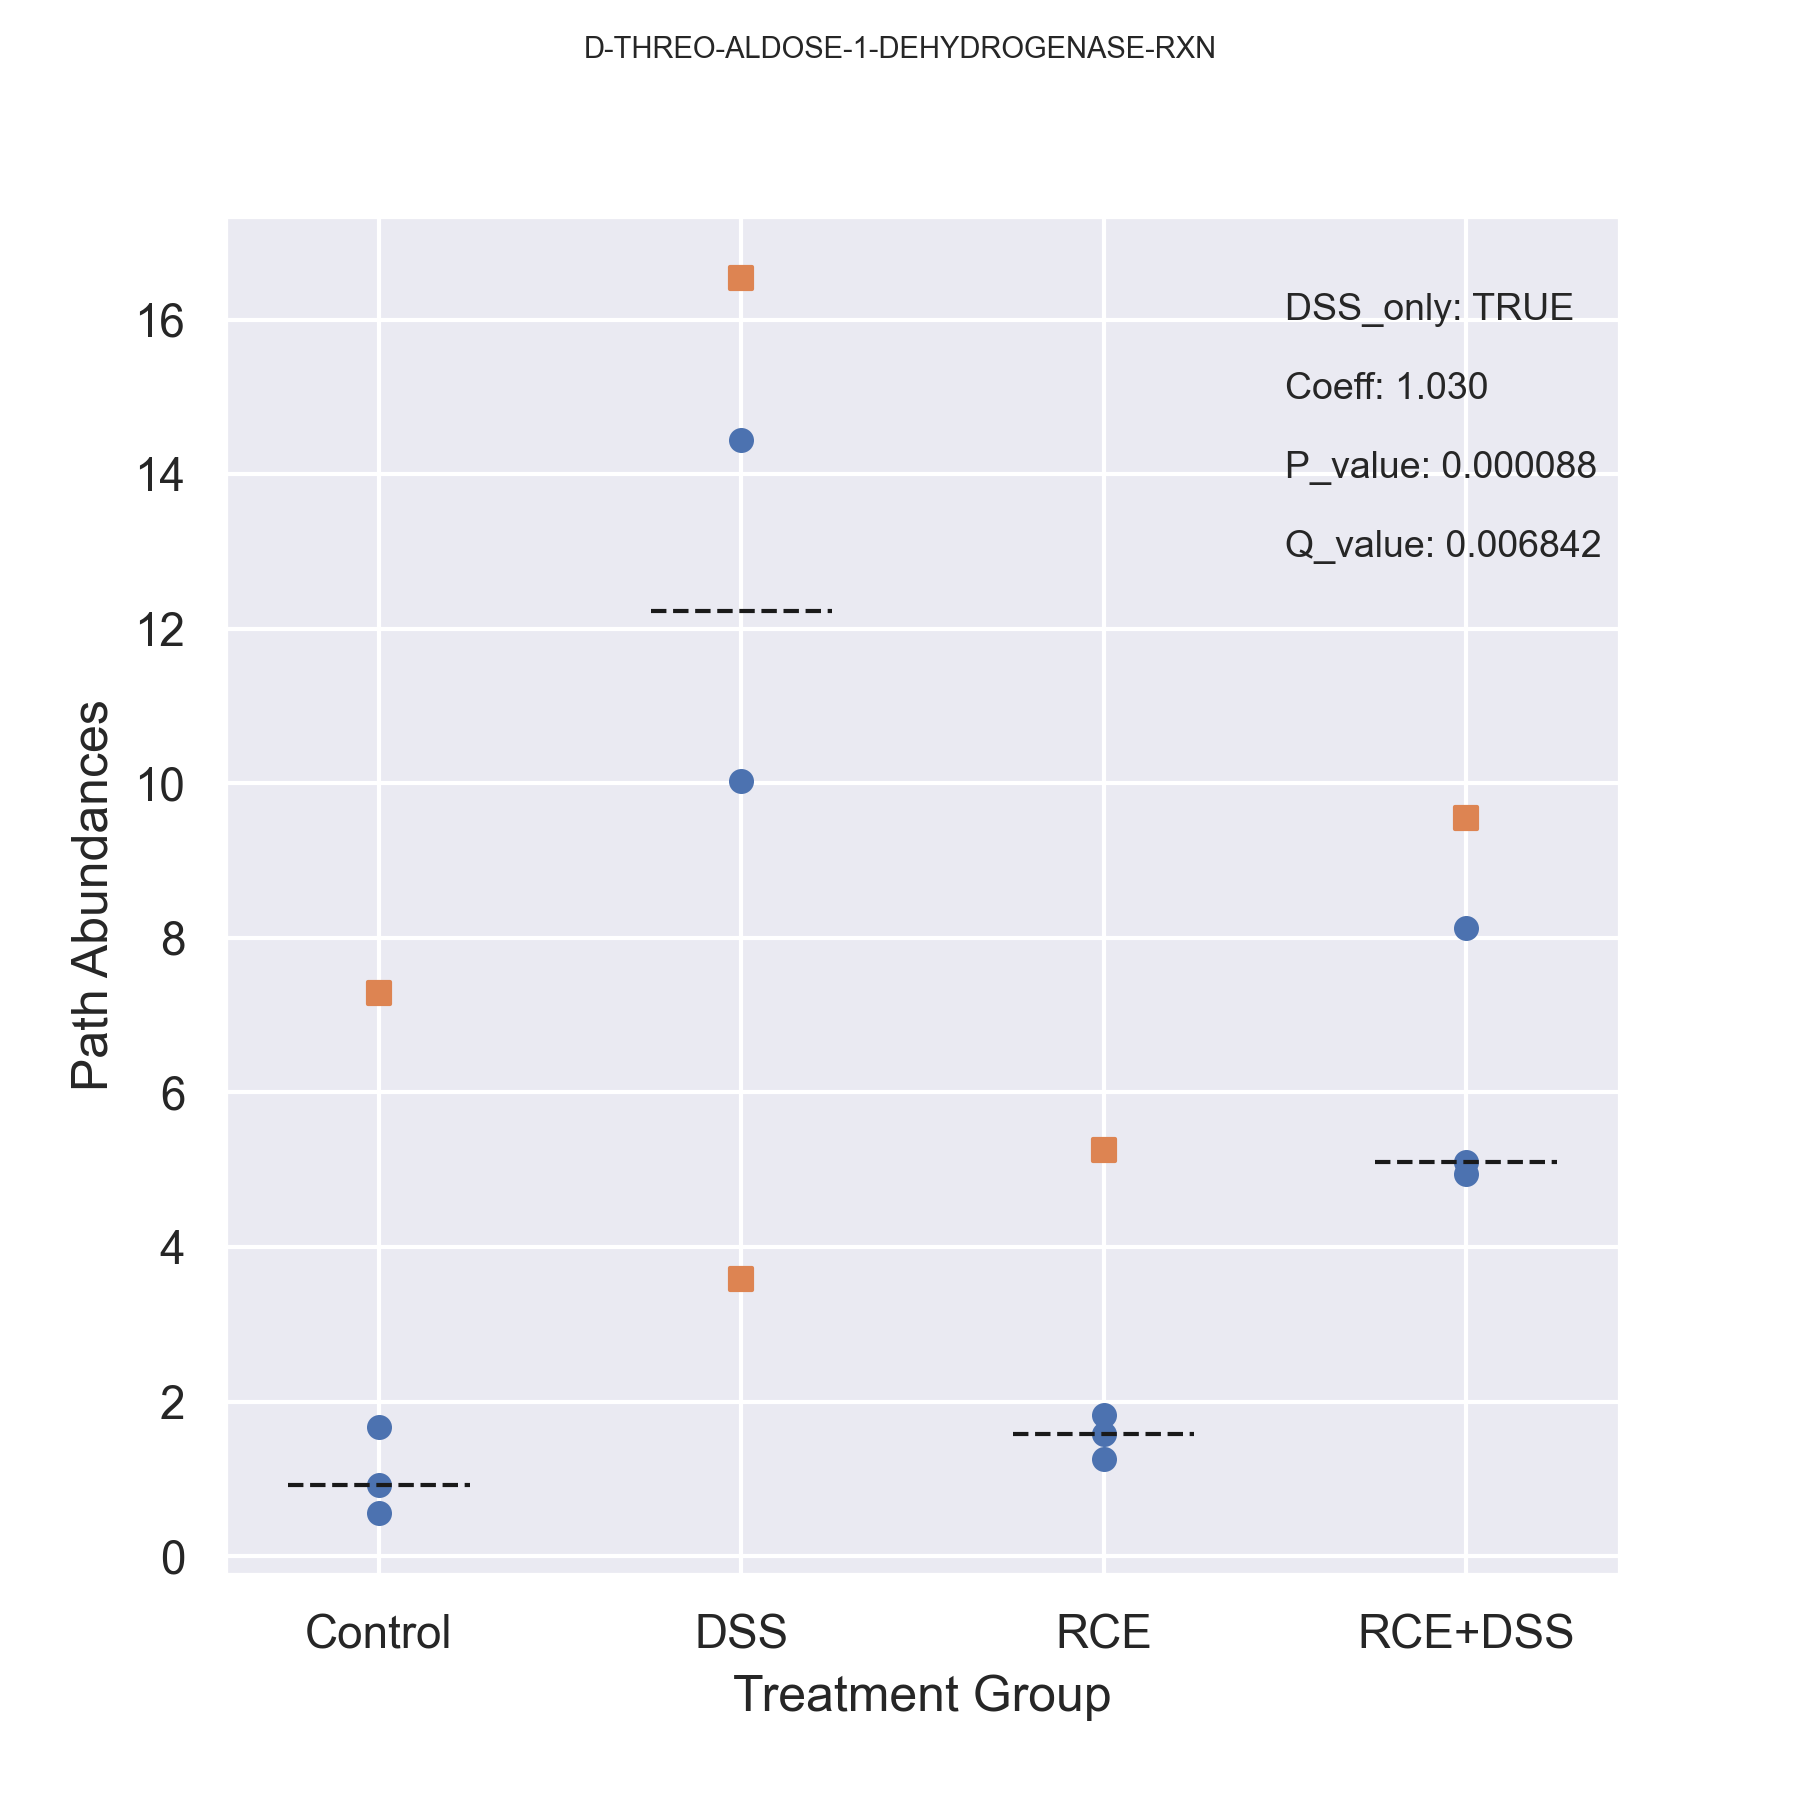 D-THREO-ALDOSE-1-DEHYDROGENASE-RXN
DSS_only: TRUE
Coeff: 1.030
P_value: 0.000088
Q_value: 0.006842
Path Abundances
16
14
12
10
8
6
4
2
0
Control DSS RCE RCE+DSS
Treatment Group